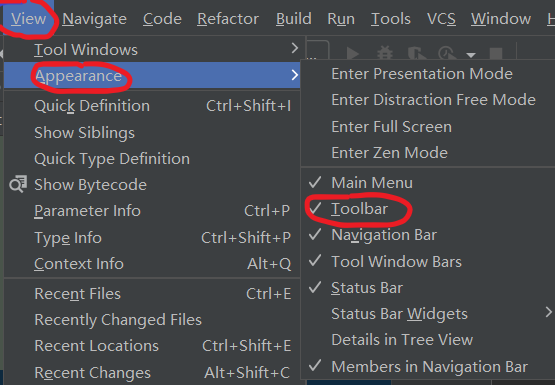 View Navigate Code Refactor Build Run Tools VCS Window H
Tool Windows
Appearance
Quick Definition Ctrl+Shift+I
Show Siblings
Quick Type Definition
Show Bytecode
Parameter Info Ctrl+P
Type Info Ctrl+Shift+P
Context Info Alt+Q
Recent Files Ctrl+E
Recently Changed Files
Recent Locations Ctrl+Shift+E
Recent Changes Alt+Shift+C
...
Enter Presentation Mode
Enter Distraction Free Mode
Enter Full Screen
Enter Zen Mode
✓ Main Menu
✓ Toolbar
✓ Navigation Bar
✓ Tool Window Bars
✓ Status Bar
Status Bar Widgets
Details in Tree View
✓ Members in Navigation Bar